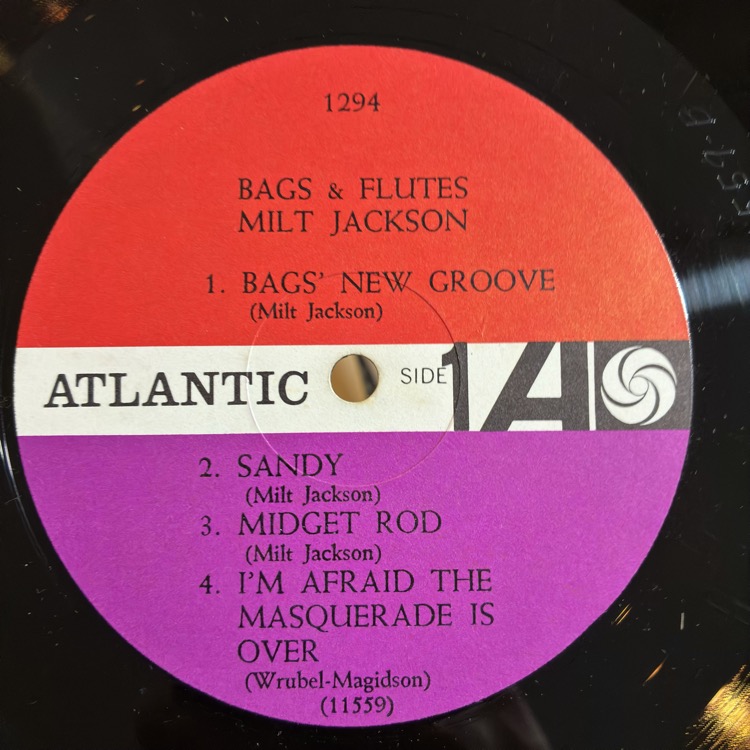 1294
BAGS & FLUTES
MILT JACKSON
1. BAGS' NEW GROOVE
(Milt Jackson)
ATLANTIC SIDE 1 A
2. SANDY
(Milt Jackson)
3. MIDGET ROD
(Milt Jackson)
4. I'M AFRAID THE
MASQUERADE IS
OVER
(Wrubel-Magidson)
(11559)